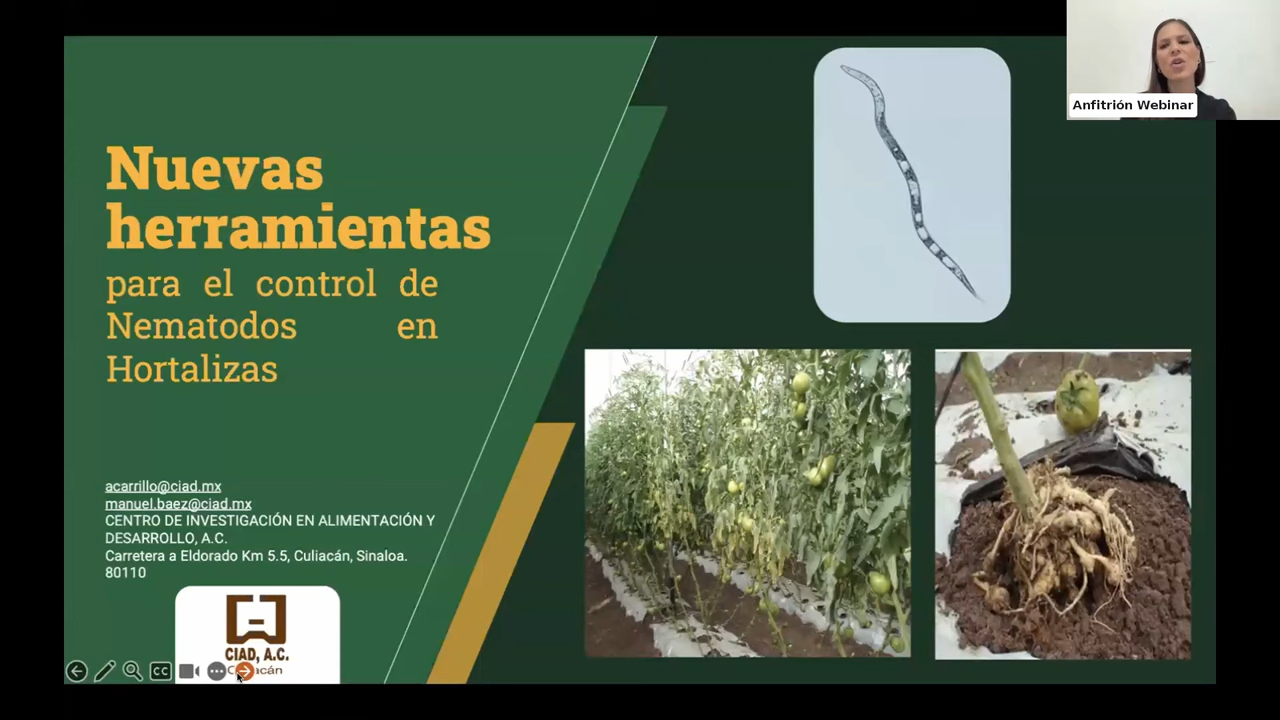 Nuevas
herramientas
para el control de
Nematodos en
Hortalizas
acarrillo@ciad.mx
manuel.baez@ciad.mx
CENTRO DE INVESTIGACIÓN EN ALIMENTACIÓN Y
DESARROLLO, A.C.
Carretera a Eldorado Km 5.5, Culiacán, Sinaloa.
80110
CIAD, A.C.
CC
Anfitrión Webinar